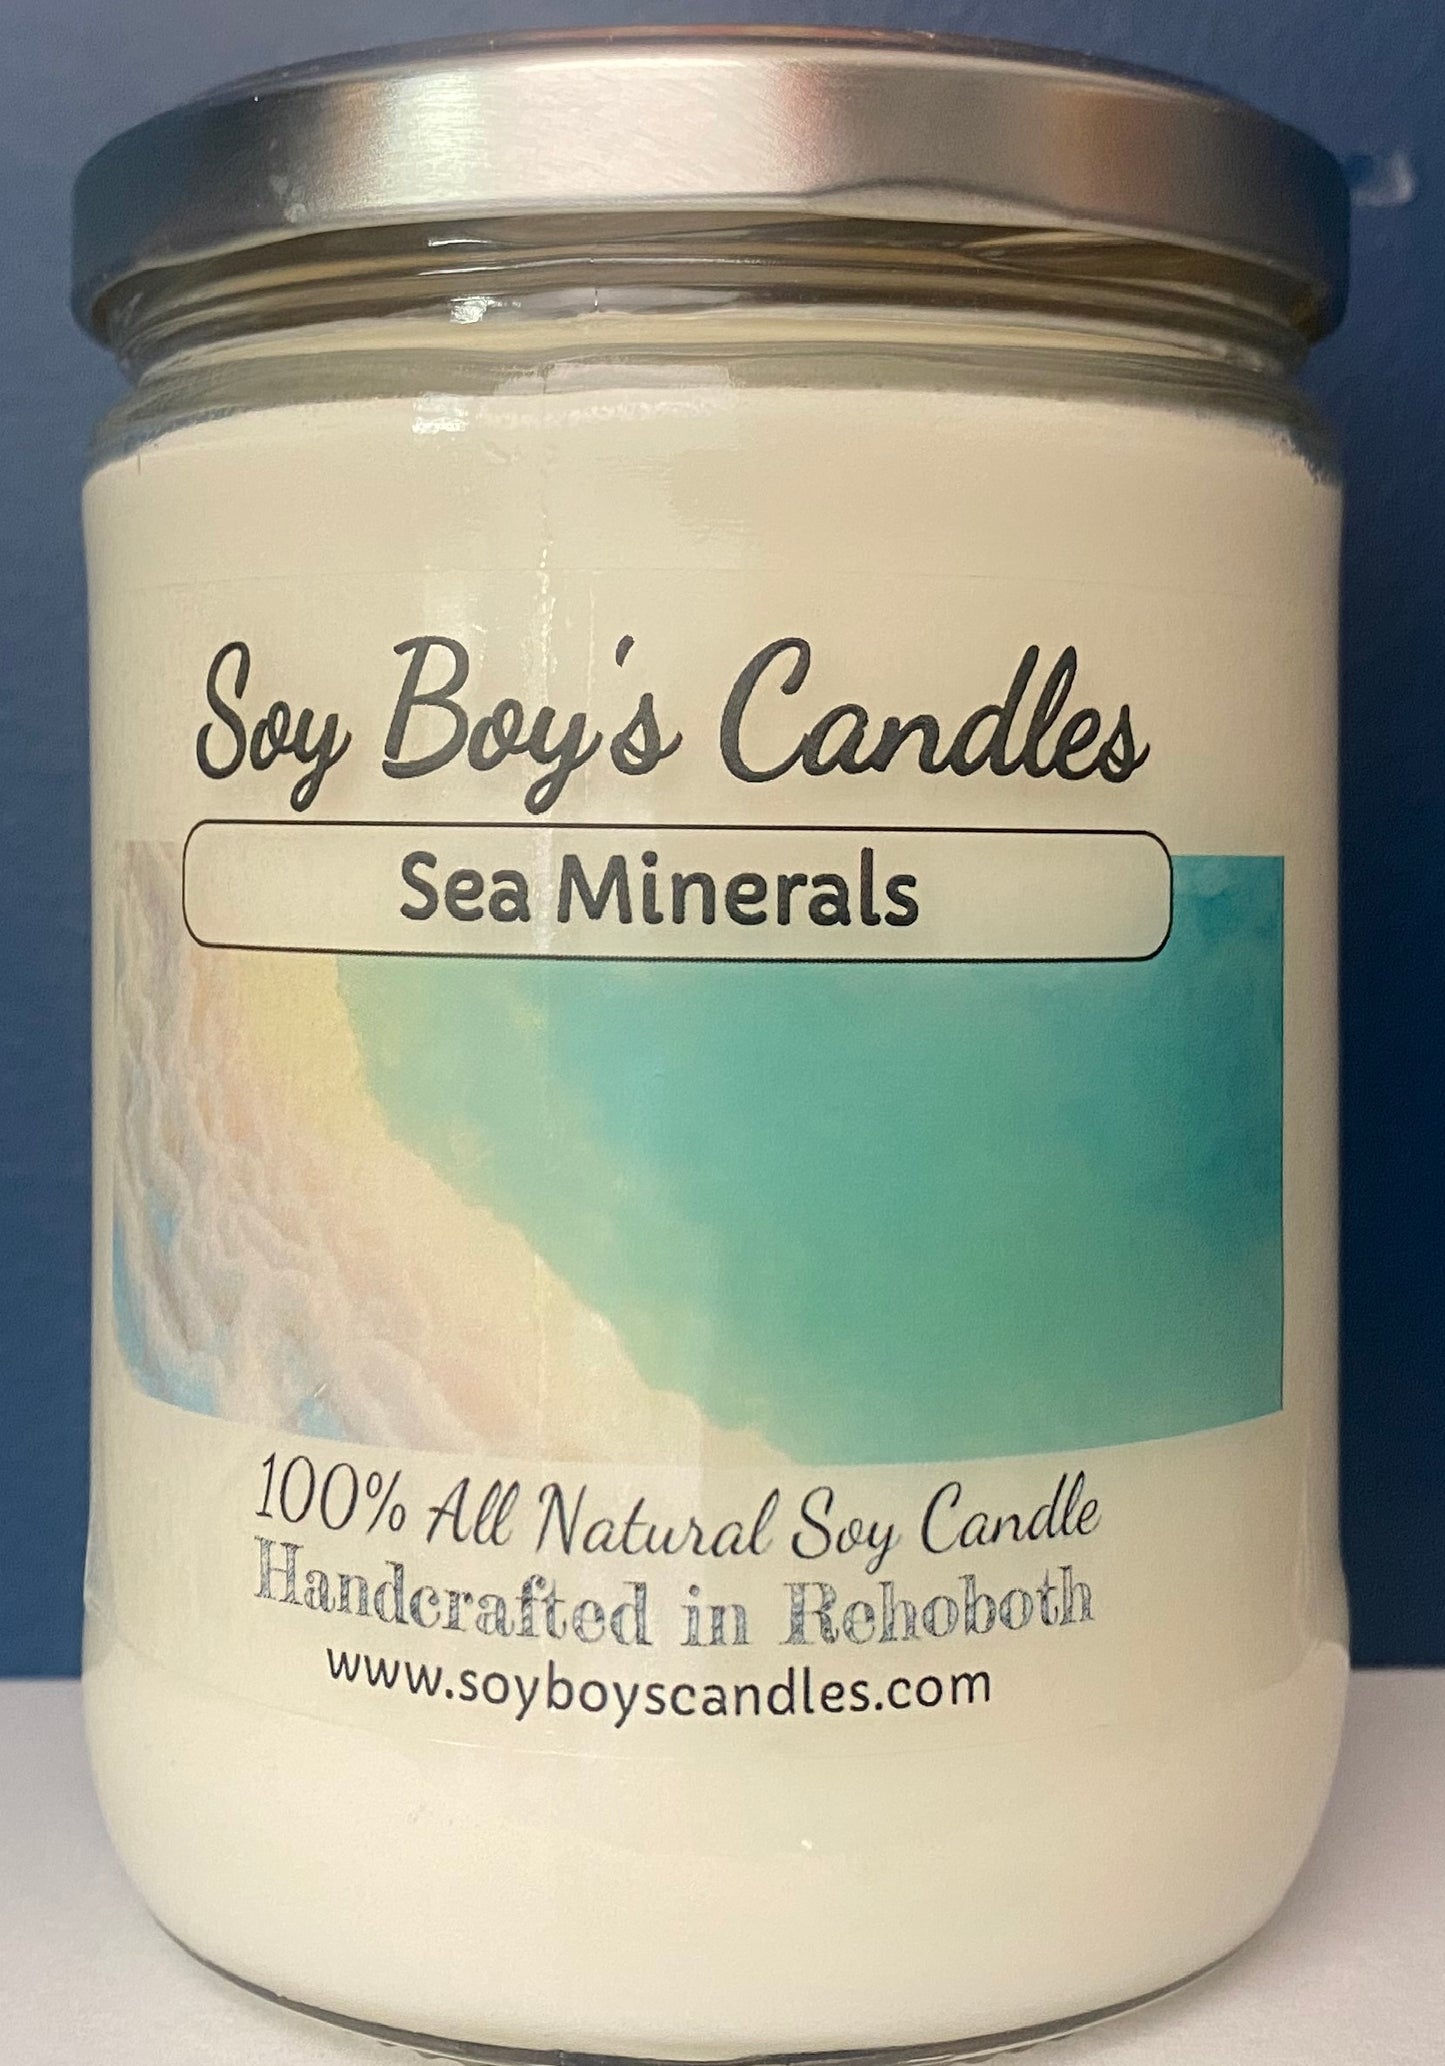 Soy Boy's Candles
Sea Minerals
100% All Natural Soy Candle
Handcrafted in Rehoboth
www.soyboyscandles.com